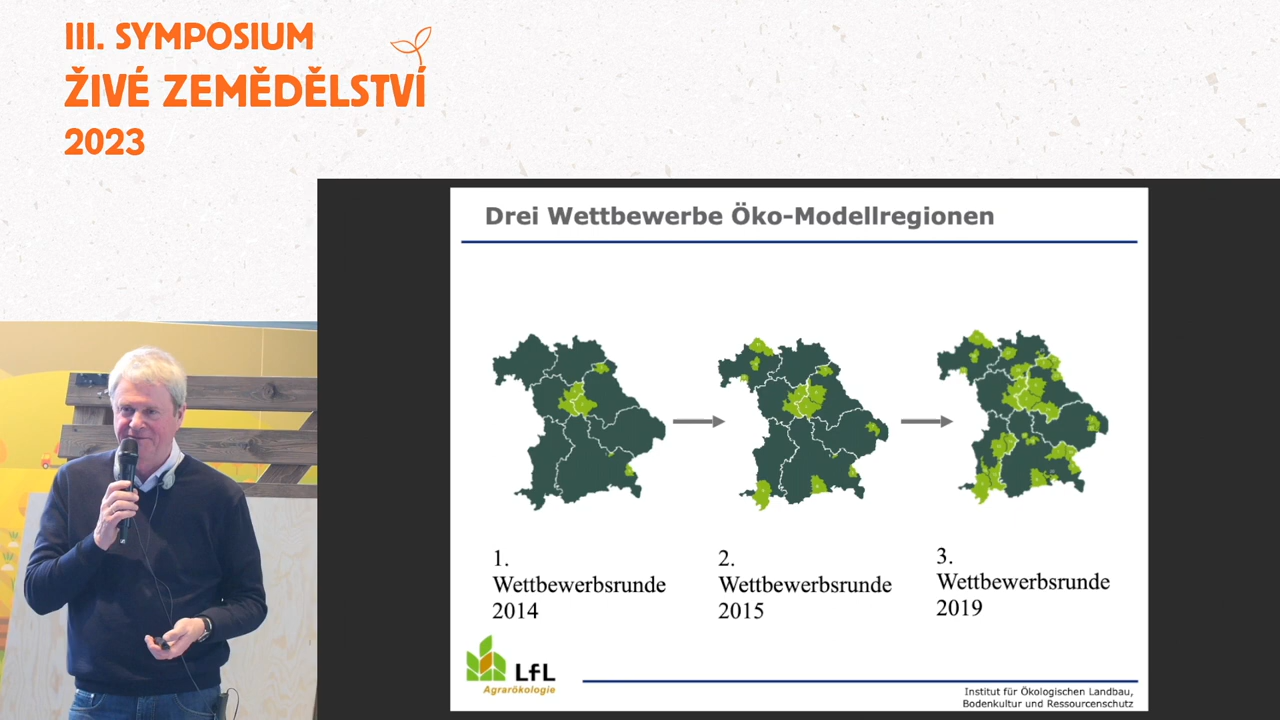 III. SYMPOSIUM
ŽIVÉ ZEMĚDĚLSTVÍ
2023
Drei Wettbewerbe Öko-Modellregionen
1.
Wettbewerbsrunde
2014
2.
Wettbewerbsrunde
2015
3.
Wettbewerbsrunde
2019
LfL
Agrarökologie
Institut für Ökologischen Landbau,
Bodenkultur und Ressourcenschutz